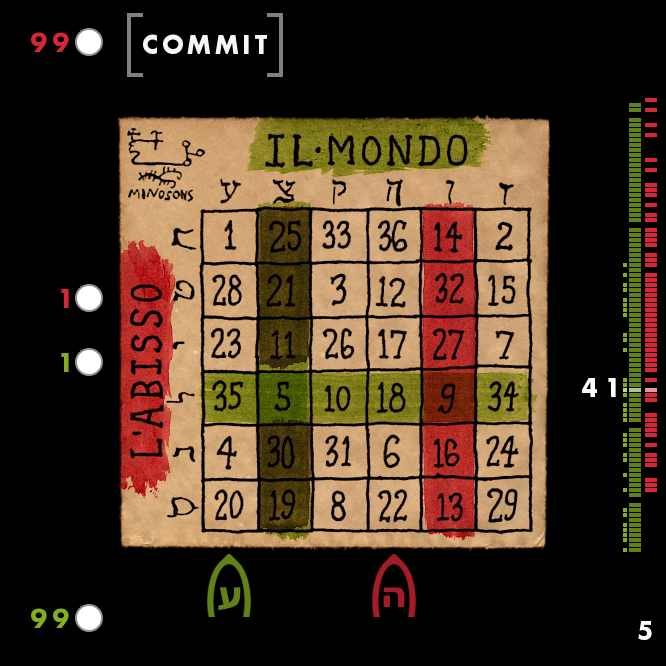 99 COMMIT
IL·MONDO
MINOSONS
ע צ ק ח
1 25 33 36 14 2
28 21 3 12 32 15
1
L'ABISSO
23 11 26 17 27 7
1
35 5 10 18 9 34
41
4 30 31 6 16 24
20 19 8 22 13 29
ע ה
99
5